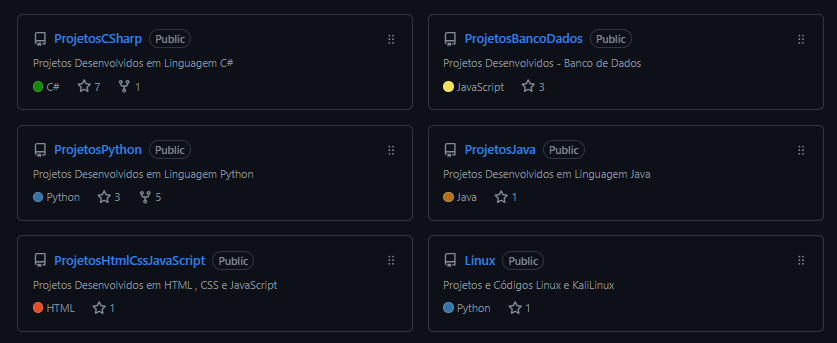 ProjetosCSharp Public
Projetos Desenvolvidos em Linguagem C#
C# 7 1
ProjetosBancoDados Public
Projetos Desenvolvidos - Banco de Dados
JavaScript 3
ProjetosPython Public
Projetos Desenvolvidos em Linguagem Python
Python 3 5
ProjetosJava Public
Projetos Desenvolvidos em Linguagem Java
Java 1
ProjetosHtmlCssJavaScript Public
Projetos Desenvolvidos em HTML , CSS e JavaScript
HTML 1
Linux Public
Projetos e Códigos Linux e KaliLinux
Python 1